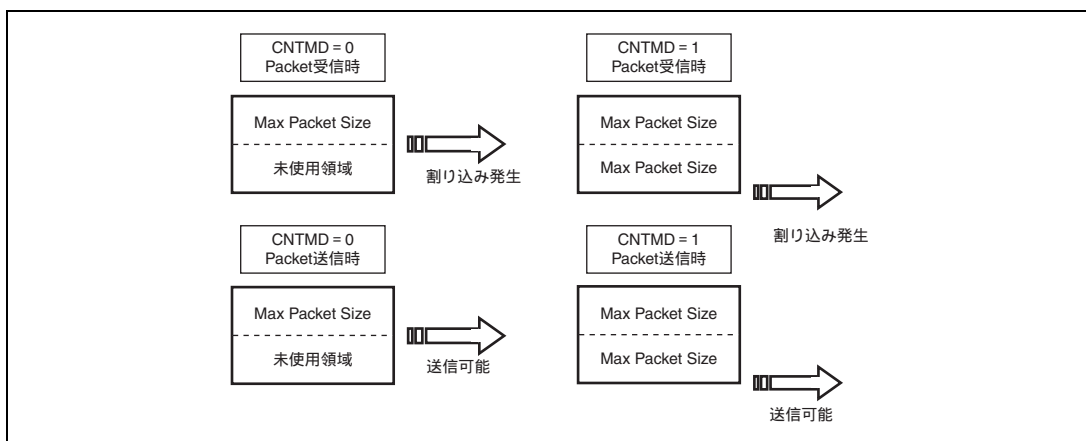 CNTMD = 0
Packet受信時
Max Packet Size
未使用領域
割り込み発生
CNTMD = 1
Packet受信時
Max Packet Size
Max Packet Size
割り込み発生
CNTMD = 0
Packet送信時
Max Packet Size
未使用領域
送信可能
CNTMD = 1
Packet送信時
Max Packet Size
Max Packet Size
送信可能